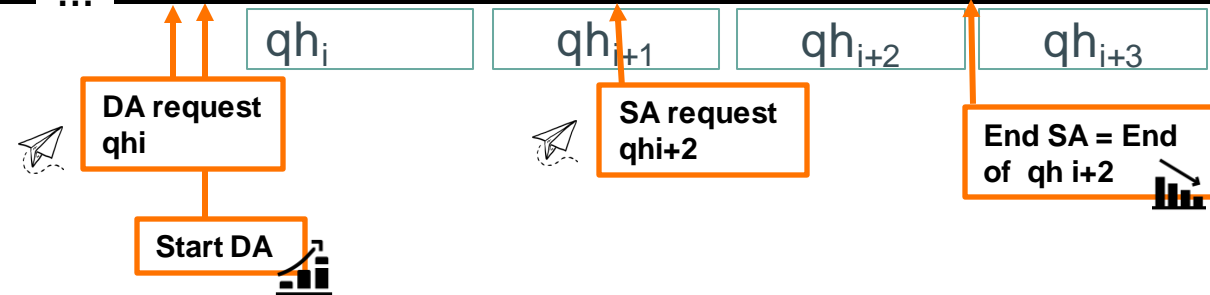 ...
qhᵢ
qhᵢ₊₁
qhᵢ₊₂
qhᵢ₊₃
DA request
qhi
SA request
qhi+2
End SA = End
of qh i+2
Start DA